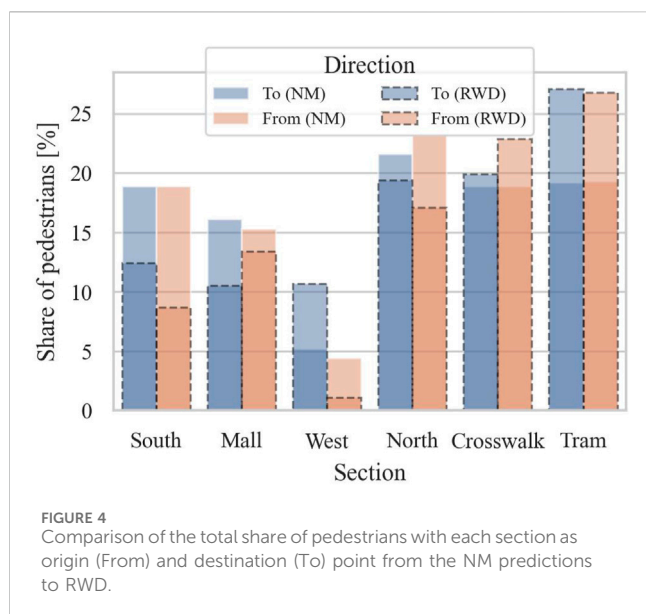 Direction
To (NM) To (RWD)
From (NM) From (RWD)
Share of pedestrians [%]
25
20
15
10
5
0
South Mall West North Crosswalk Tram
Section
FIGURE 4
Comparison of the total share of pedestrians with each section as
origin (From) and destination (To) point from the NM predictions
to RWD.